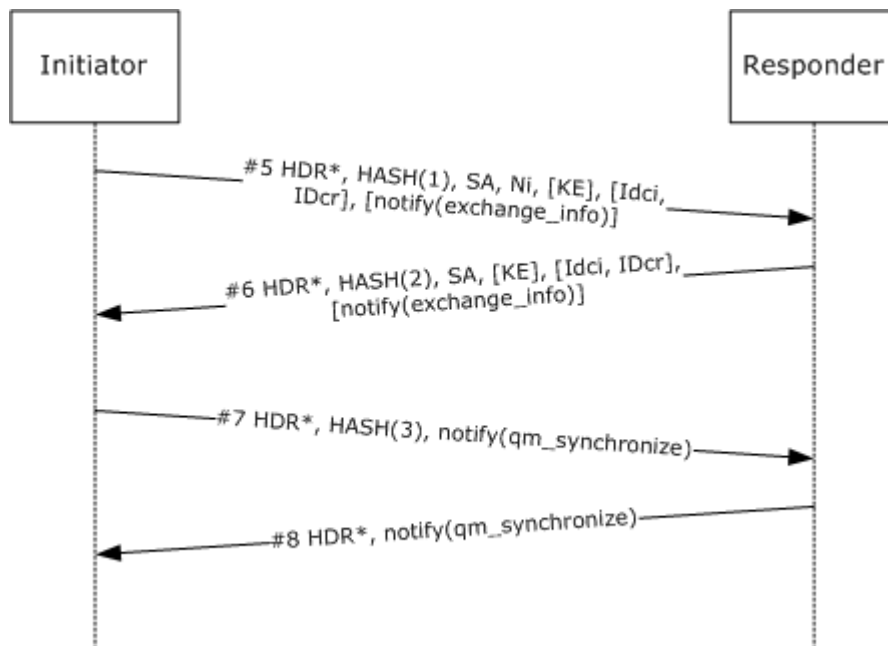 Initiator
Responder
#5 HDR*, HASH(1), SA, Ni, [KE], [Idci,
IDcr], [notify(exchange_info)]
#6 HDR*, HASH(2), SA, [KE], [Idci, IDcr],
[notify(exchange_info)]
#7 HDR*, HASH(3), notify(qm_synchronize)
#8 HDR*, notify(qm_synchronize)